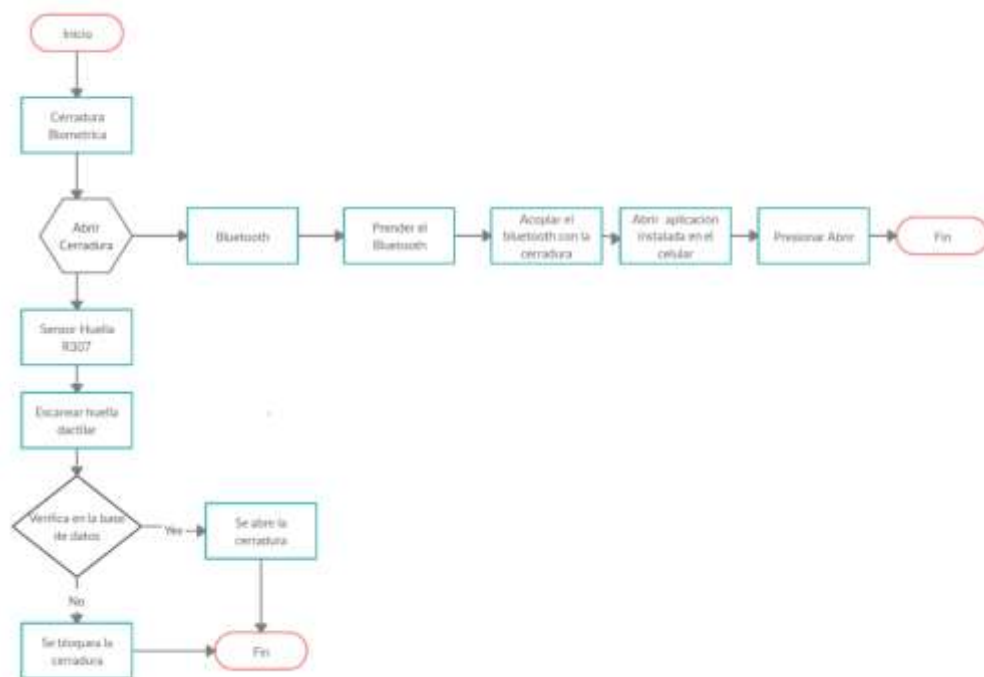 Inicio
Cerradura
Biometrica
Abrir
Cerradura
Bluetooth
Prender el
Bluetooth
Acoplar el
bluetooth con la
cerradura
Abrir aplicacion
instalada en el
celular
Presionar Abrir
Fin
Sensor Huella
R307
Escanear huella
dactilar
Verifica en la base
de datos
Yes
Se abre la
cerradura
No
Se bloquea la
cerradura
Fin